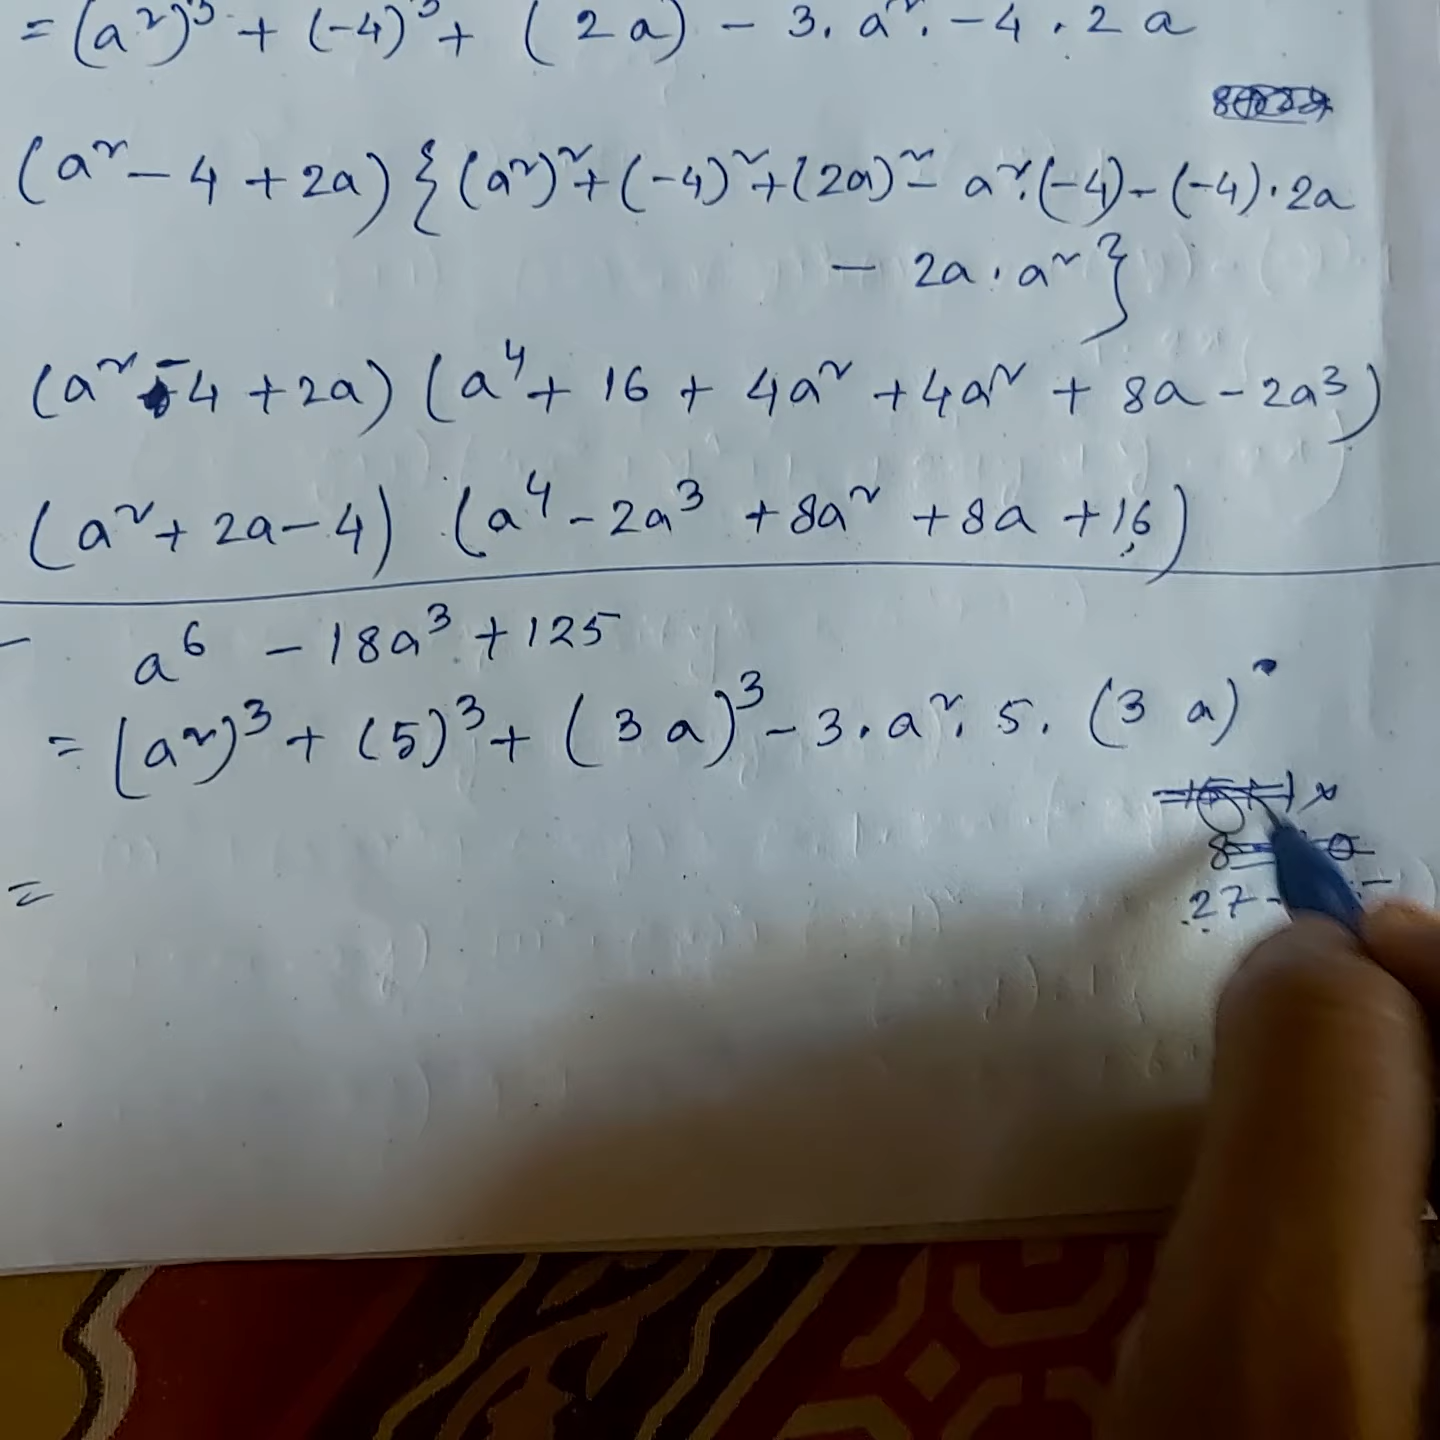 = (a²)³ + (-4)³ + (2a) - 3. a². -4 . 2a
(a² - 4 + 2a) { (a²)² + (-4)² + (2a)² - a².(-4) - (-4).2a
- 2a . a² }
(a² - 4 + 2a) (a⁴ + 16 + 4a² + 4a² + 8a - 2a³)
(a² + 2a - 4) (a⁴ - 2a³ + 8a² + 8a + 16)
a⁶ - 18a³ + 125
= (a²)³ + (5)³ + (3a)³ - 3. a². 5. (3 a)
27 -
=